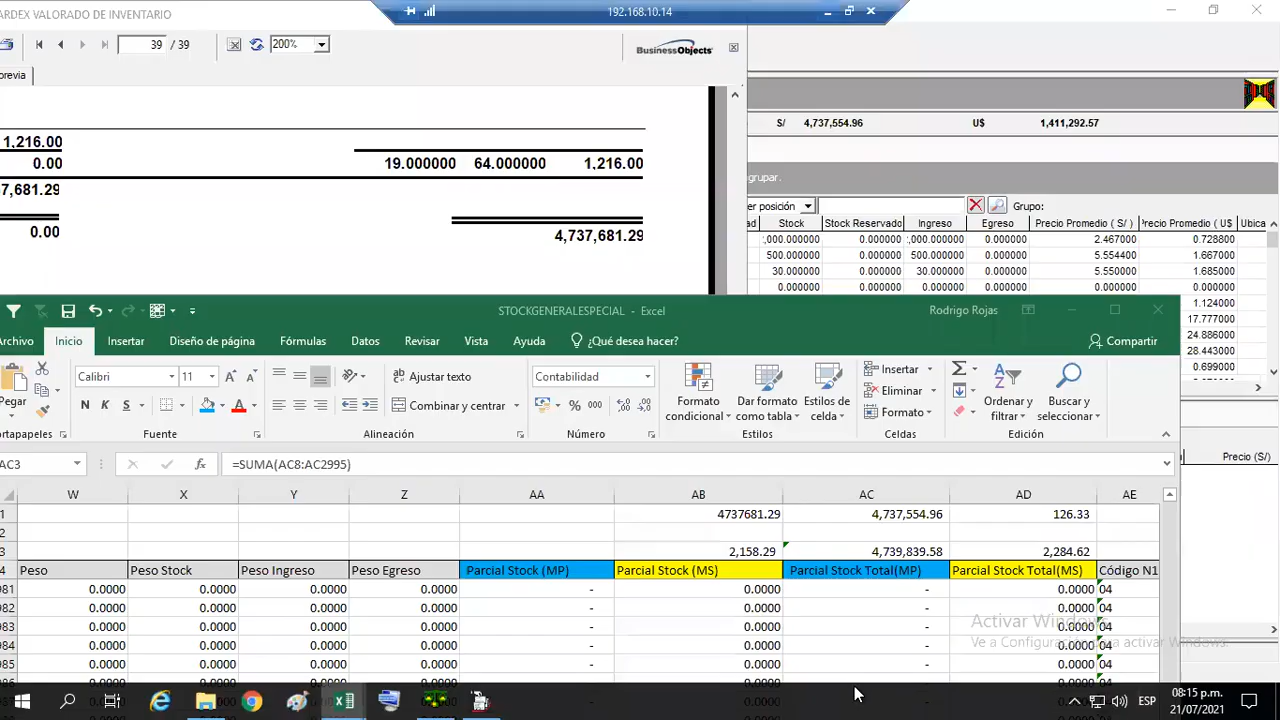 ARDEX VALORADO DE INVENTARIO
192.168.10.14
39 / 39
200%
BusinessObjects
previa
1,216.00
0.00 19.000000 64.000000 1,216.00
37,681.29
0.00 4,737,681.29
S/ 4,737,554.96 U$ 1,411,292.57
agrupar.
er posición Grupo:
ad Stock Stock Reservado Ingreso Egreso Precio Promedio ( S/ ) Precio Promedio ( U$ Ubica
,000.000000 0.000000 ,000.000000 0.000000 2.467000 0.728800
500.000000 0.000000 500.000000 0.000000 5.554400 1.667000
30.000000 0.000000 30.000000 0.000000 5.550000 1.685000
0.000000 0.000000 0.000000 0.000000 0.000000 0.000000
1.124000
17.777000
24.886000
28.443000
0.699000
Precio (S/)
STOCKGENERALESPECIAL - Excel
Rodrigo Rojas
Archivo Inicio Insertar Diseño de página Fórmulas Datos Revisar Vista Ayuda ¿Qué desea hacer? Compartir
Pegar
Calibri 11
N K S
Ajustar texto
Combinar y centrar
Contabilidad
% 000
Formato condicional
Dar formato como tabla
Estilos de celda
Insertar
Eliminar
Formato
Ordenar y filtrar
Buscar y seleccionar
ortapapeles Fuente Alineación Número Estilos Celdas Edición
AC3 fx =SUMA(AC8:AC2995)
W X Y Z AA AB AC AD AE
1 4737681.29 4,737,554.96 126.33
2
3 2,158.29 4,739,839.58 2,284.62
4 Peso Peso Stock Peso Ingreso Peso Egreso Parcial Stock (MP) Parcial Stock (MS) Parcial Stock Total(MP) Parcial Stock Total(MS) Código N1
981 0.0000 0.0000 0.0000 0.0000 - 0.0000 - 0.0000 04
982 0.0000 0.0000 0.0000 0.0000 - 0.0000 - 0.0000 04
983 0.0000 0.0000 0.0000 0.0000 - 0.0000 - 0.0000 04
984 0.0000 0.0000 0.0000 0.0000 - 0.0000 - 0.0000 04
985 0.0000 0.0000 0.0000 0.0000 - 0.0000 - 0.0000 04
Activar Windows
Ve a Configuración para activar Windows.
ESP
08:15 p.m.
21/07/2021